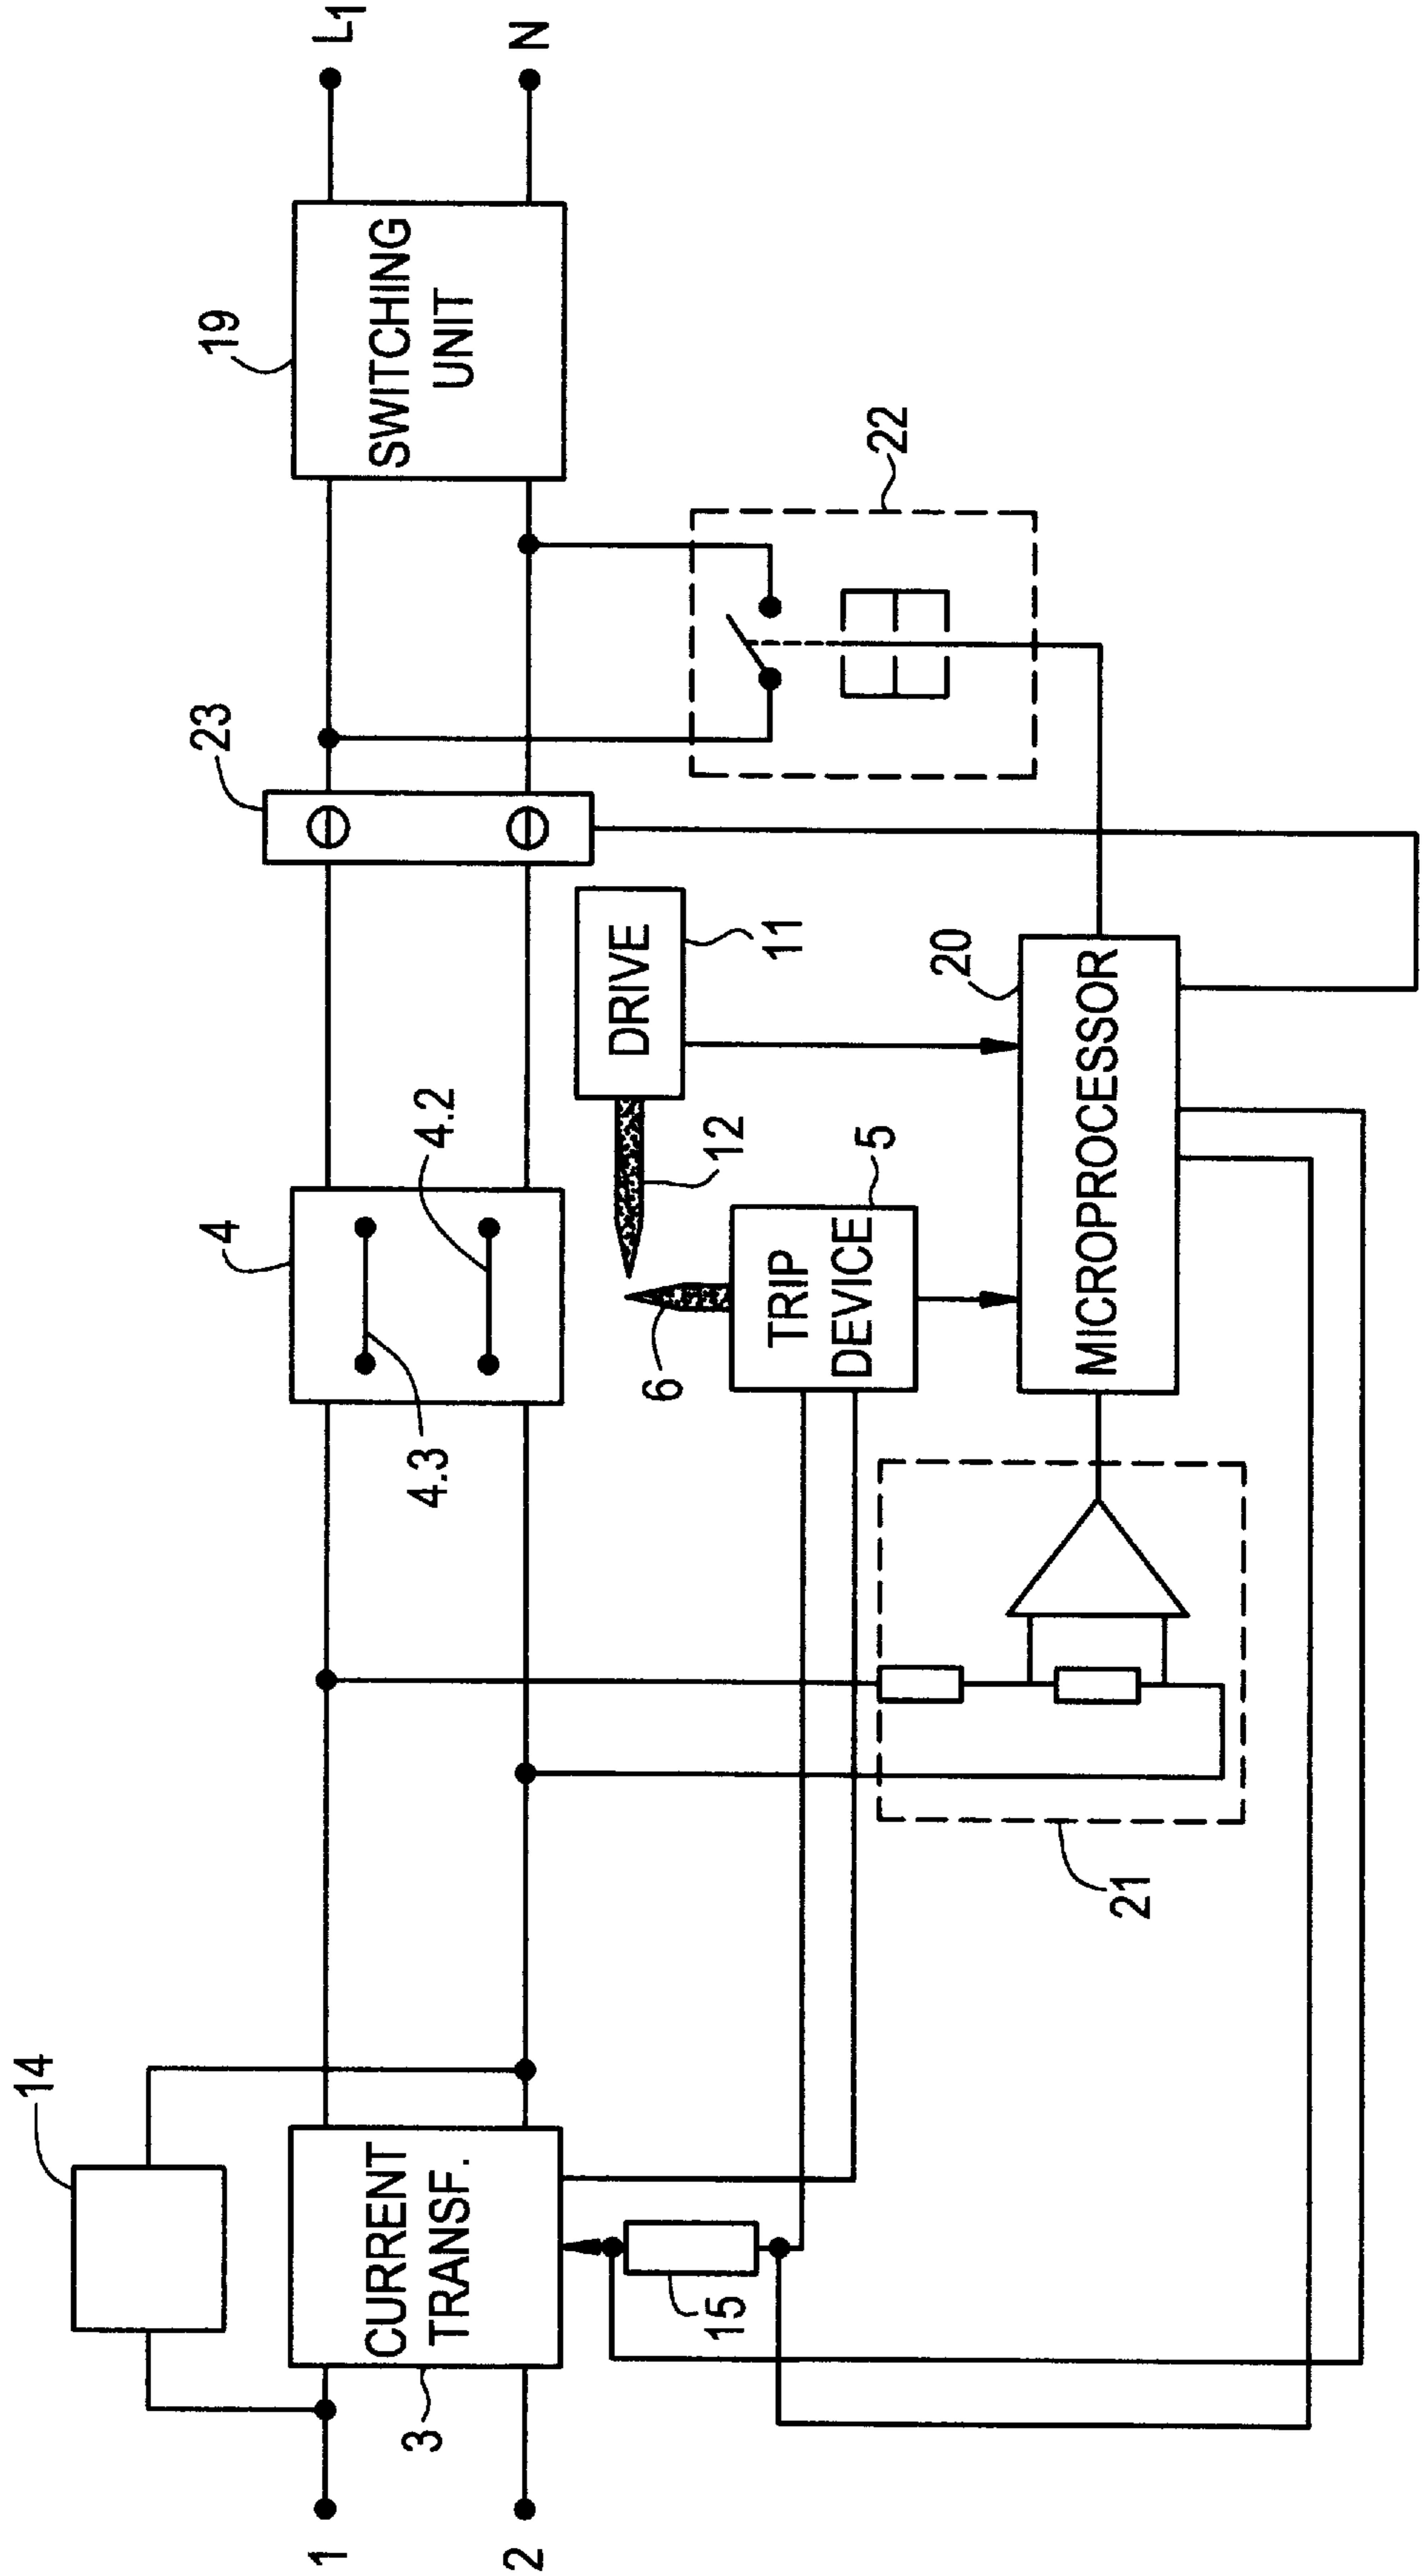 14
1
2
CURRENT
TRANSF.
3
15
21
4
4.3
4.2
6
TRIP
DEVICE
5
12
DRIVE
11
MICROPROCESSOR
20
23
22
19
SWITCHING
UNIT
L1
N